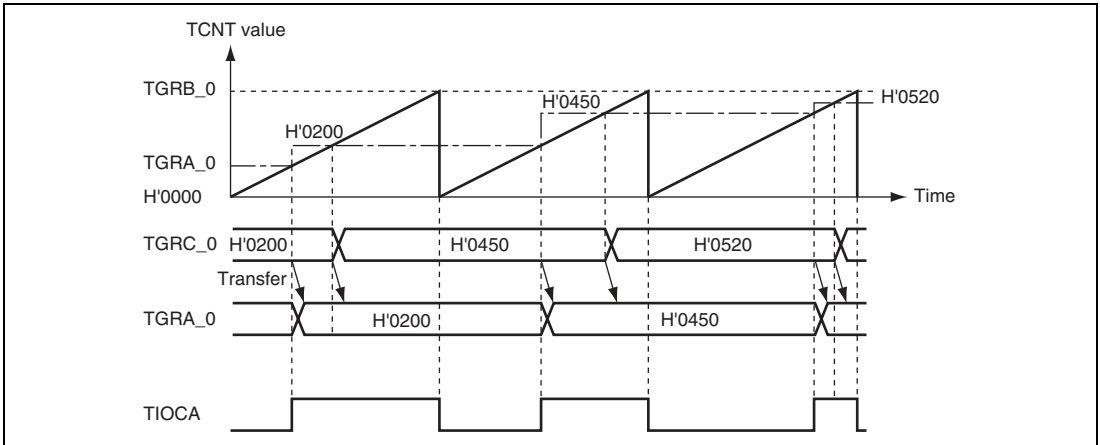 TCNT value
TGRB_0
H'0520
H'0450
H'0200
TGRA_0
H'0000
Time
TGRC_0 H'0200 H'0450 H'0520
Transfer
TGRA_0 H'0200 H'0450
TIOCA